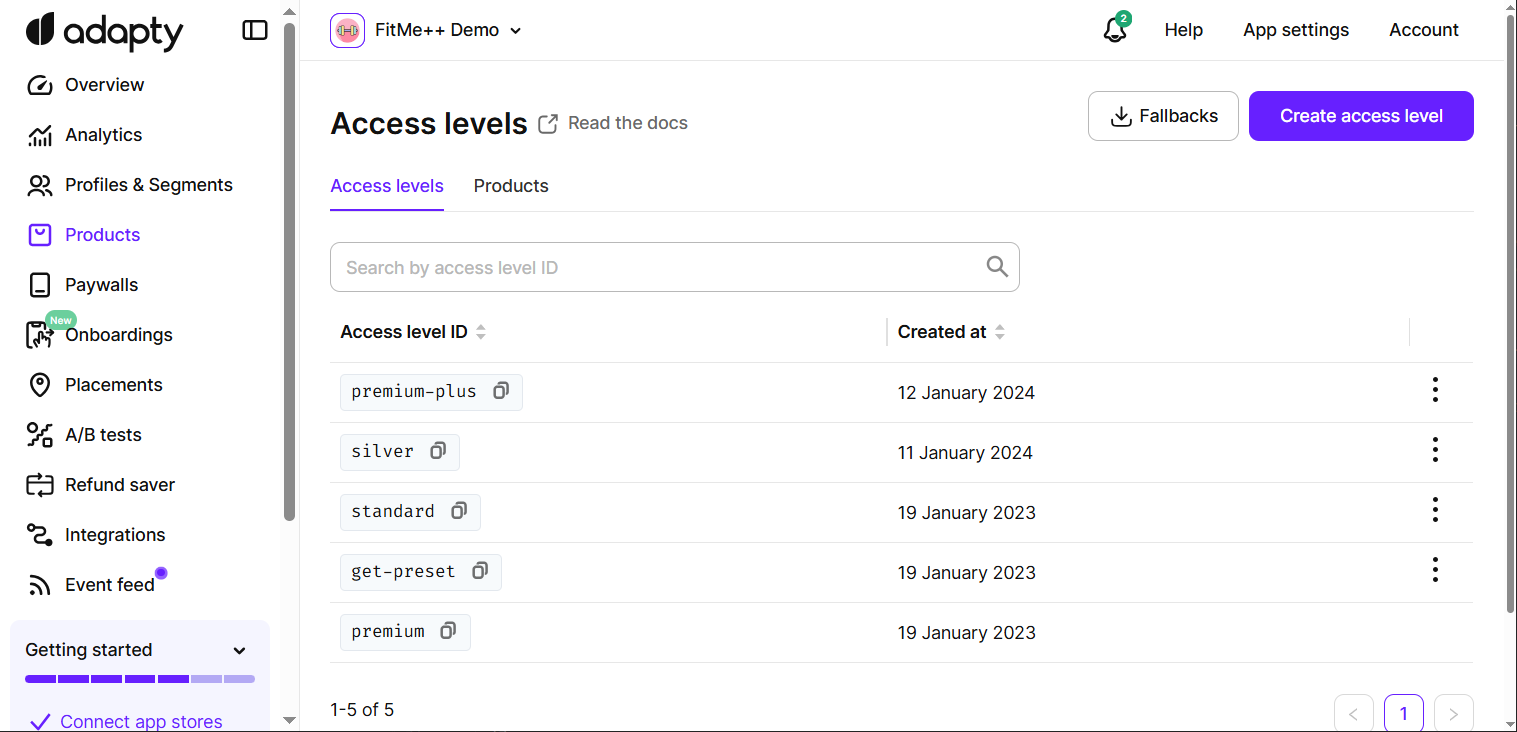 adapty
Overview
Analytics
Profiles & Segments
Products
Paywalls
New
Onboardings
Placements
A/B tests
Refund saver
Integrations
Event feed
Getting started
Connect app stores
FitMe++ Demo
2
Help
App settings
Account
Access levels
Read the docs
Fallbacks
Create access level
Access levels
Products
Search by access level ID
Access level ID
Created at
premium-plus
12 January 2024
silver
11 January 2024
standard
19 January 2023
get-preset
19 January 2023
premium
19 January 2023
1-5 of 5
1